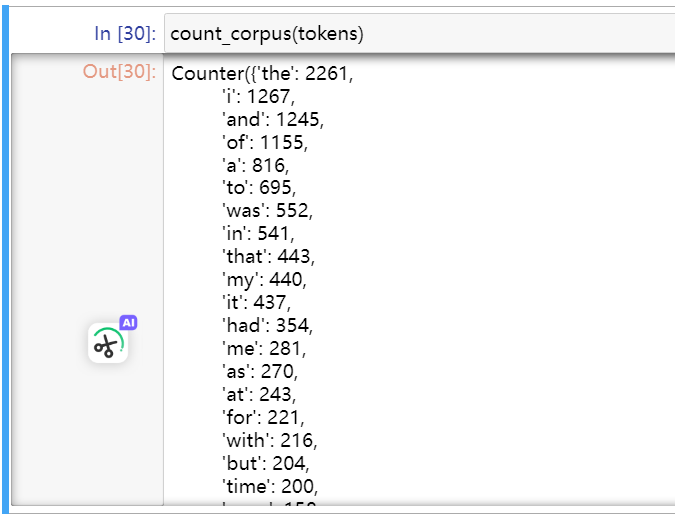 In [30]: count_corpus(tokens)
Out[30]: Counter({'the': 2261,
'i': 1267,
'and': 1245,
'of': 1155,
'a': 816,
'to': 695,
'was': 552,
'in': 541,
'that': 443,
'my': 440,
'it': 437,
'had': 354,
'me': 281,
'as': 270,
'at': 243,
'for': 221,
'with': 216,
'but': 204,
'time': 200,
AI